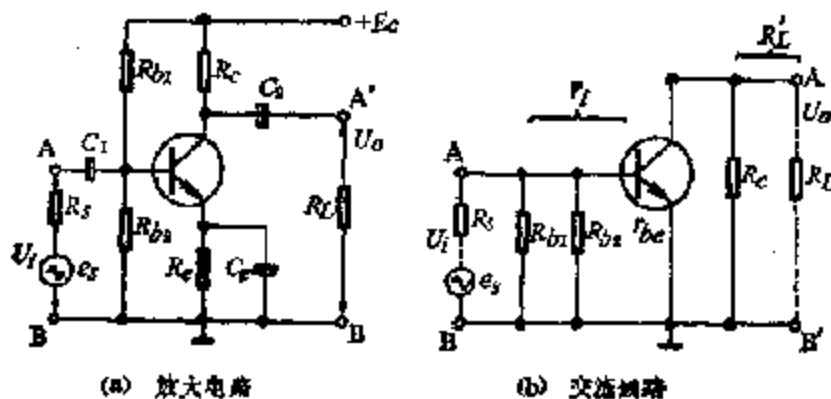 +Ec
Rb1
Rc
C2
A'
Uo
A
C1
Rs
Ui
es
Rb2
Re
Ce
RL
B
B
(a) 放大电路
R'L
A
Uo
rI
A
Rs
Ui
es
Rb1
Rb2
rbe
Rc
RL
B
B'
(b) 交流通路